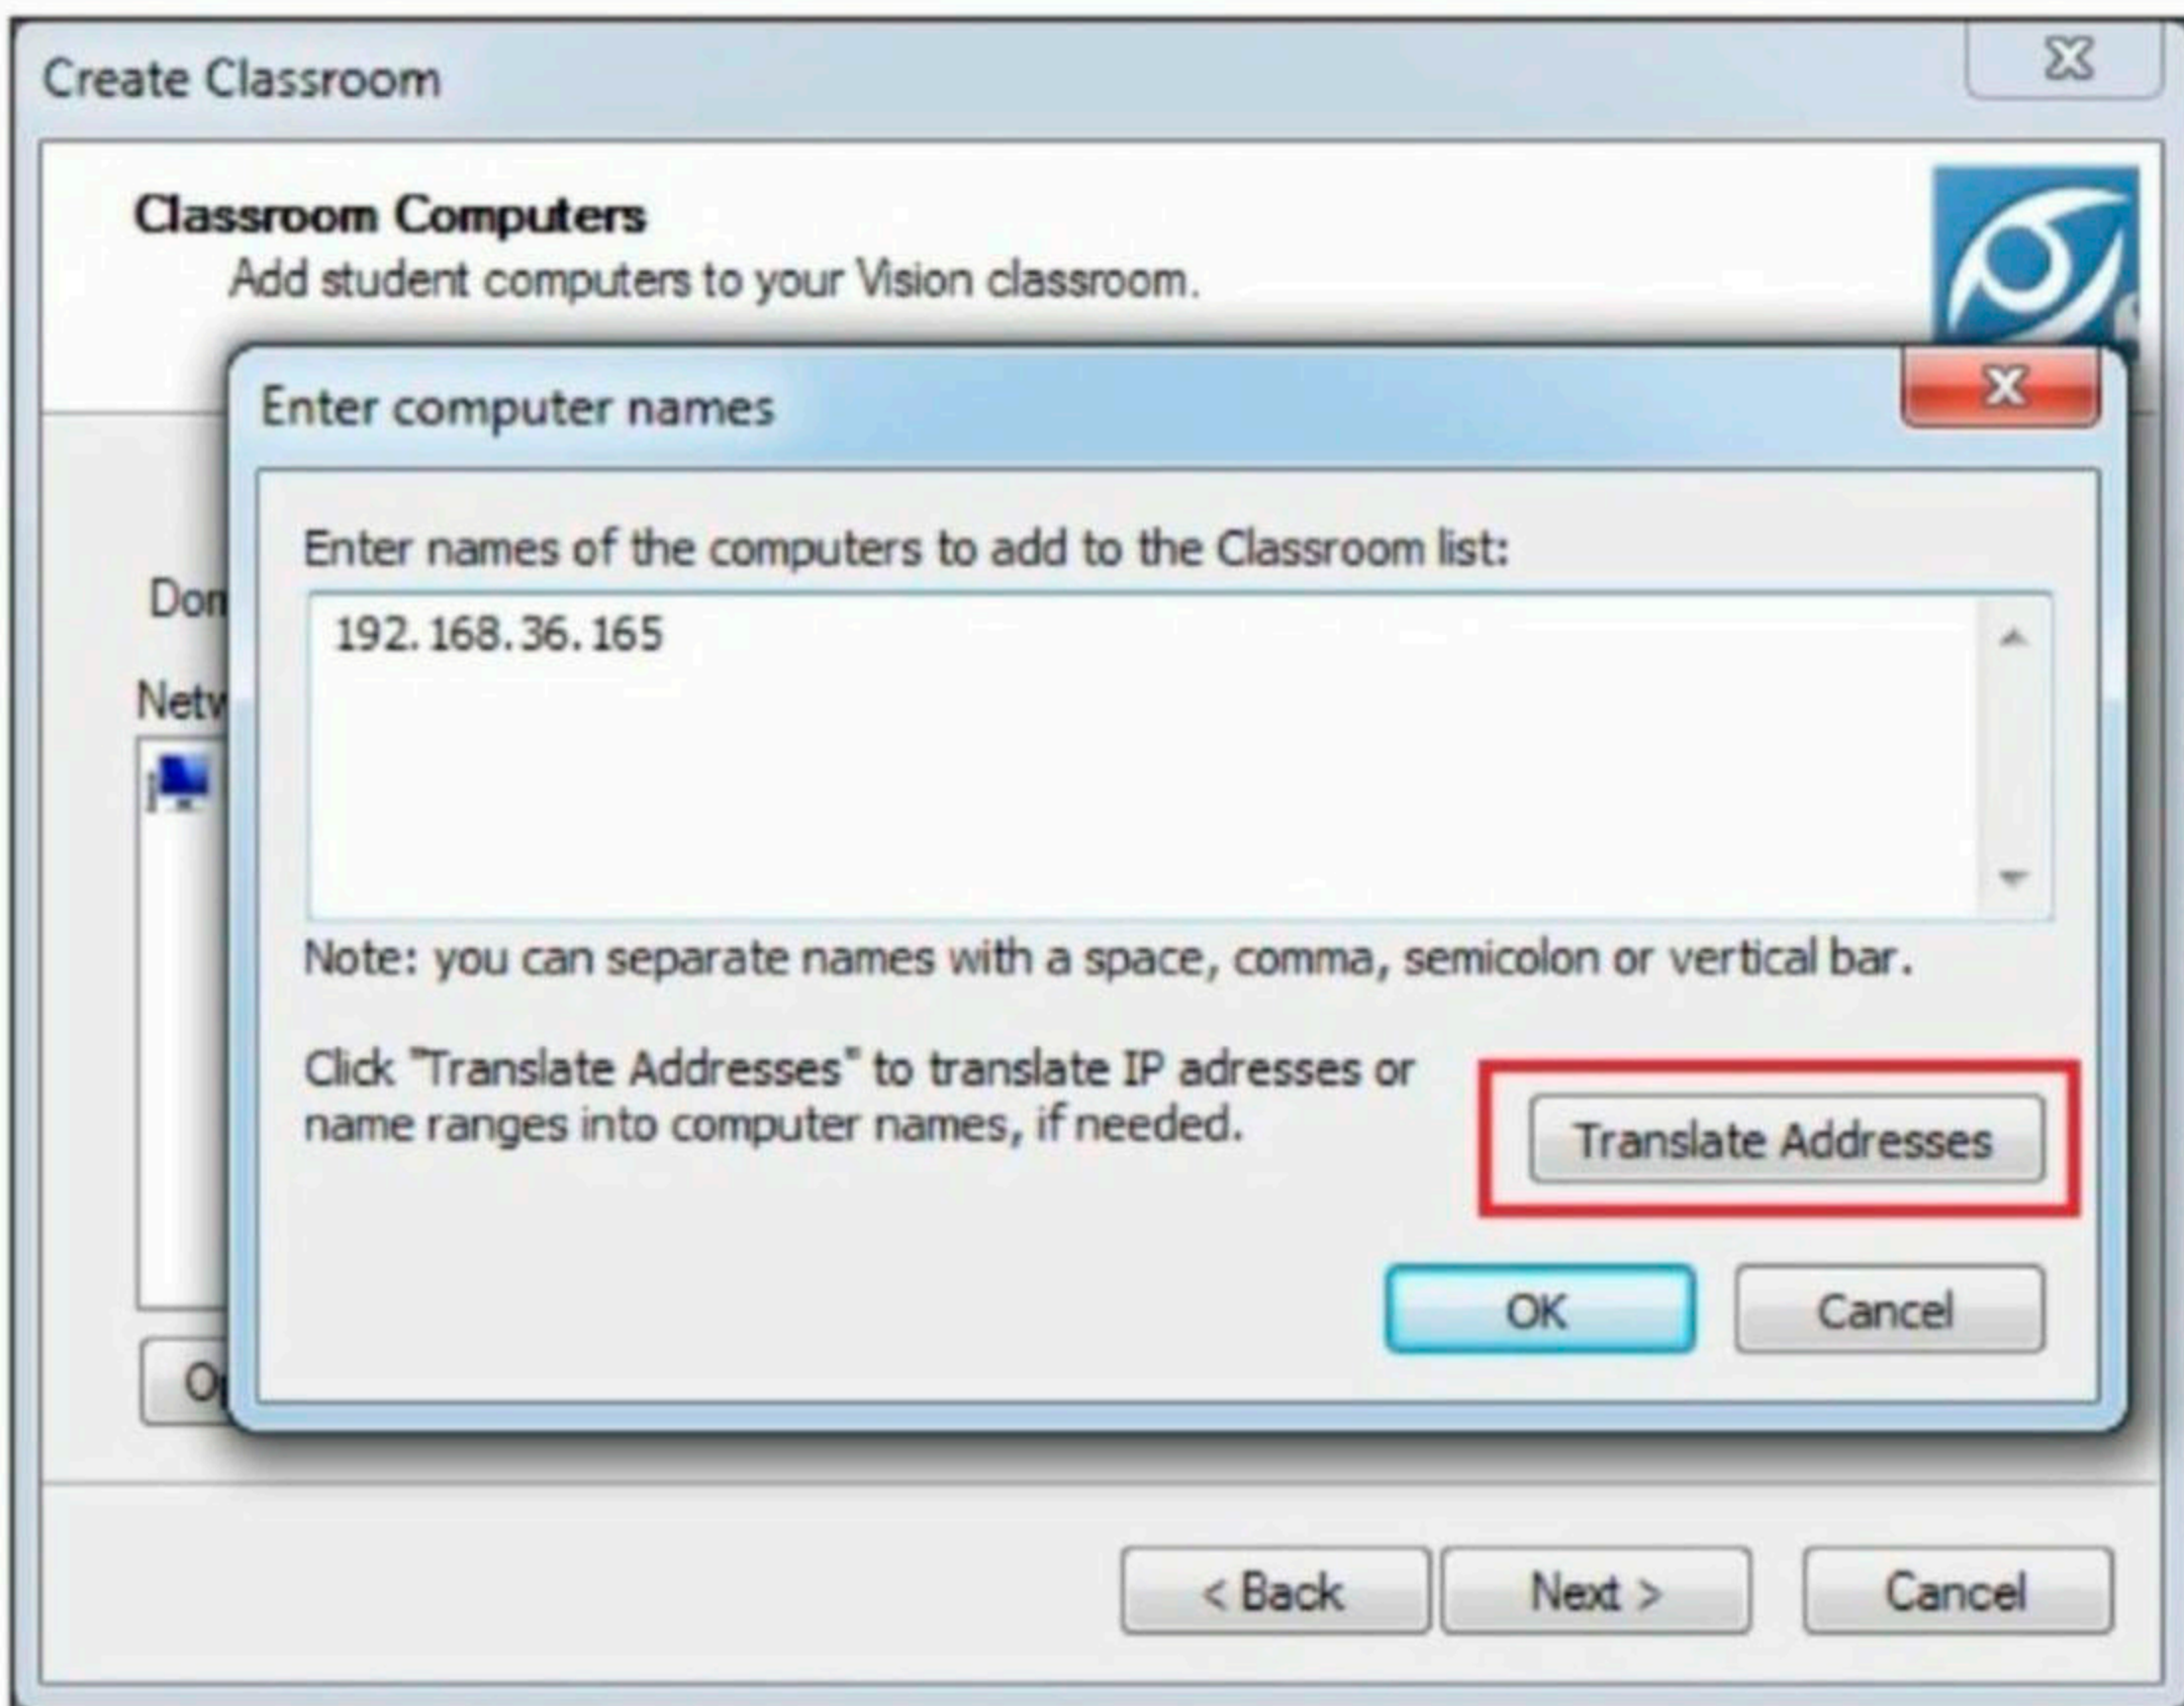 Create Classroom
Classroom Computers
Add student computers to your Vision classroom.
Enter computer names
Enter names of the computers to add to the Classroom list:
192.168.36.165
Note: you can separate names with a space, comma, semicolon or vertical bar.
Click "Translate Addresses" to translate IP adresses or
name ranges into computer names, if needed.
Translate Addresses
OK
Cancel
< Back
Next >
Cancel